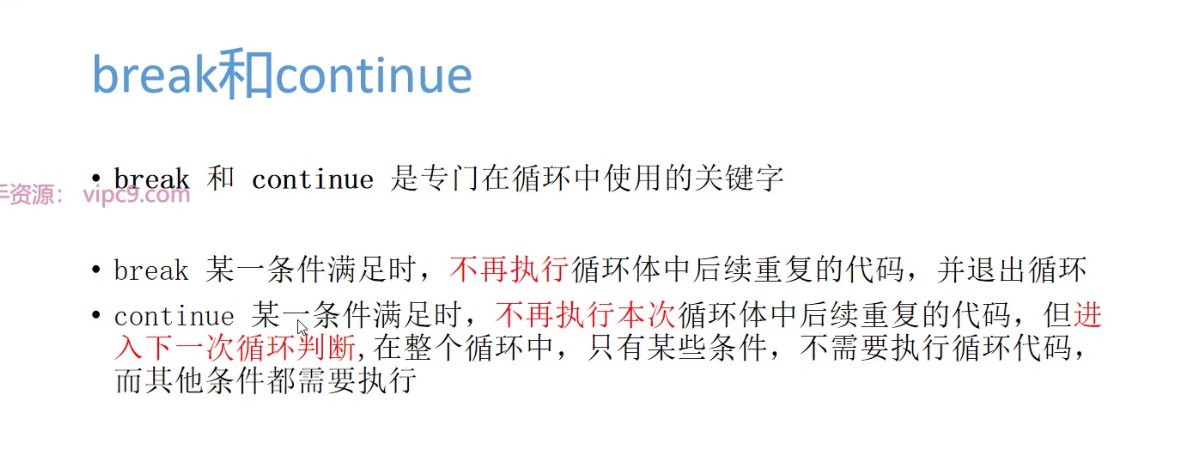 break和continue
• break 和 continue 是专门在循环中使用的关键字
手资源： vipc9.com
• break 某一条件满足时，不再执行循环体中后续重复的代码，并退出循环
• continue 某一条件满足时，不再执行本次循环体中后续重复的代码，但进
入下一次循环判断,在整个循环中，只有某些条件，不需要执行循环代码，
而其他条件都需要执行